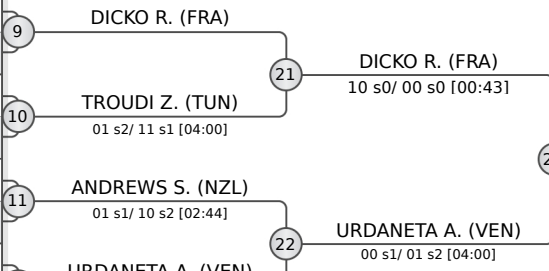 DICKO R. (FRA)
9
21
DICKO R. (FRA)
10 s0/ 00 s0 [00:43]
TROUDI Z. (TUN)
10
01 s2/ 11 s1 [04:00]
ANDREWS S. (NZL)
11
01 s1/ 10 s2 [02:44]
22
URDANETA A. (VEN)
00 s1/ 01 s2 [04:00]
URDANETA A. (VEN)